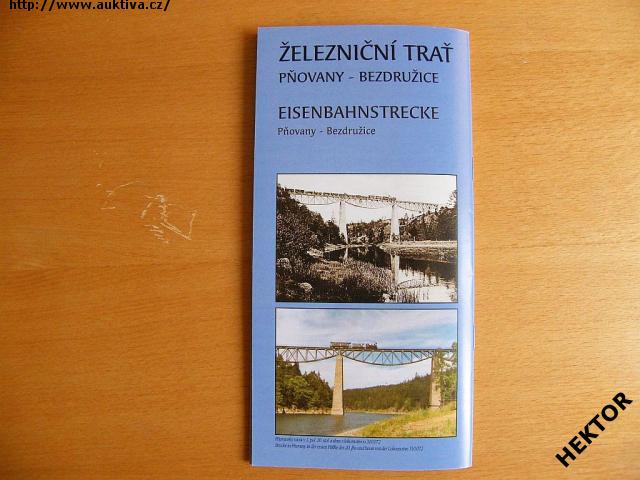 http://www.auktiva.cz/
ŽELEZNIČNÍ TRAŤ
PŇOVANY - BEZDRUŽICE
EISENBAHNSTRECKE
Pňovany - Bezdružice
HEKTOR